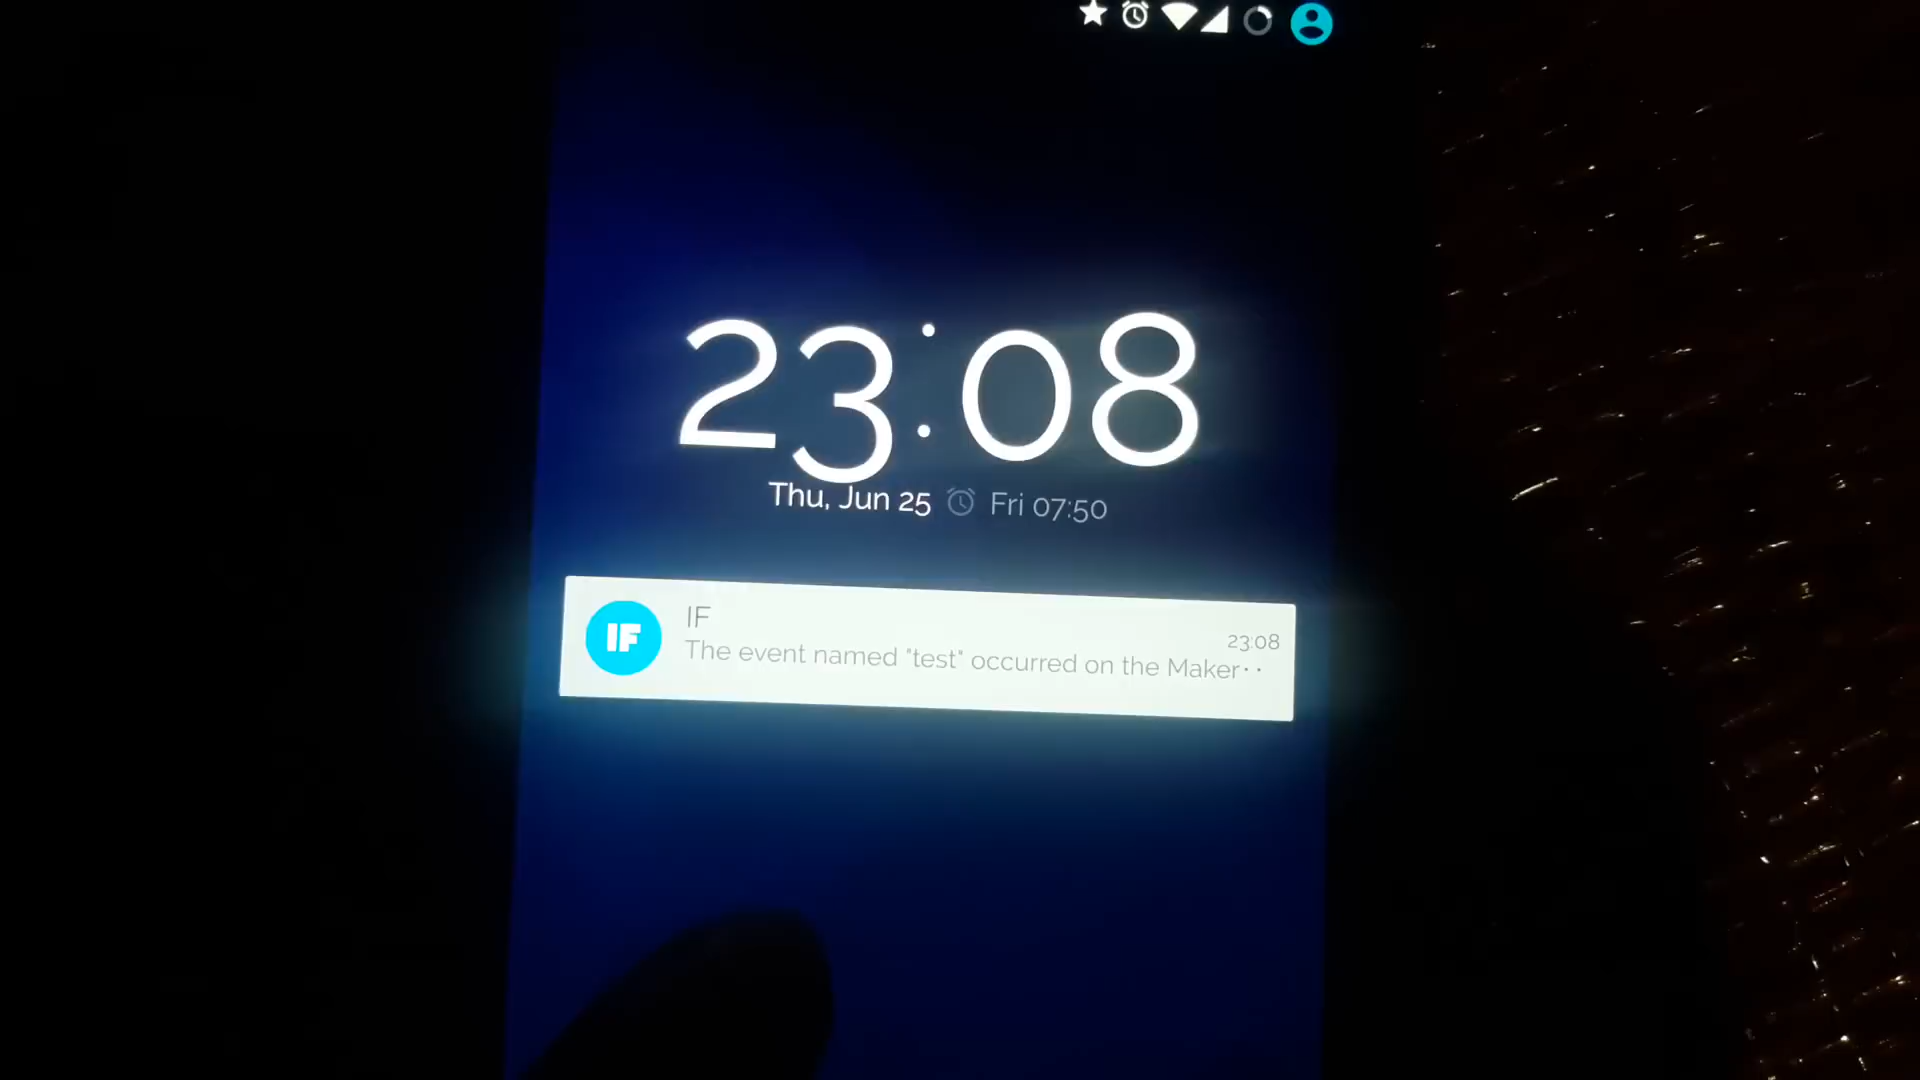 23:08
Thu, Jun 25 Fri 07:50
IF
IF
23:08
The event named "test" occurred on the Maker··